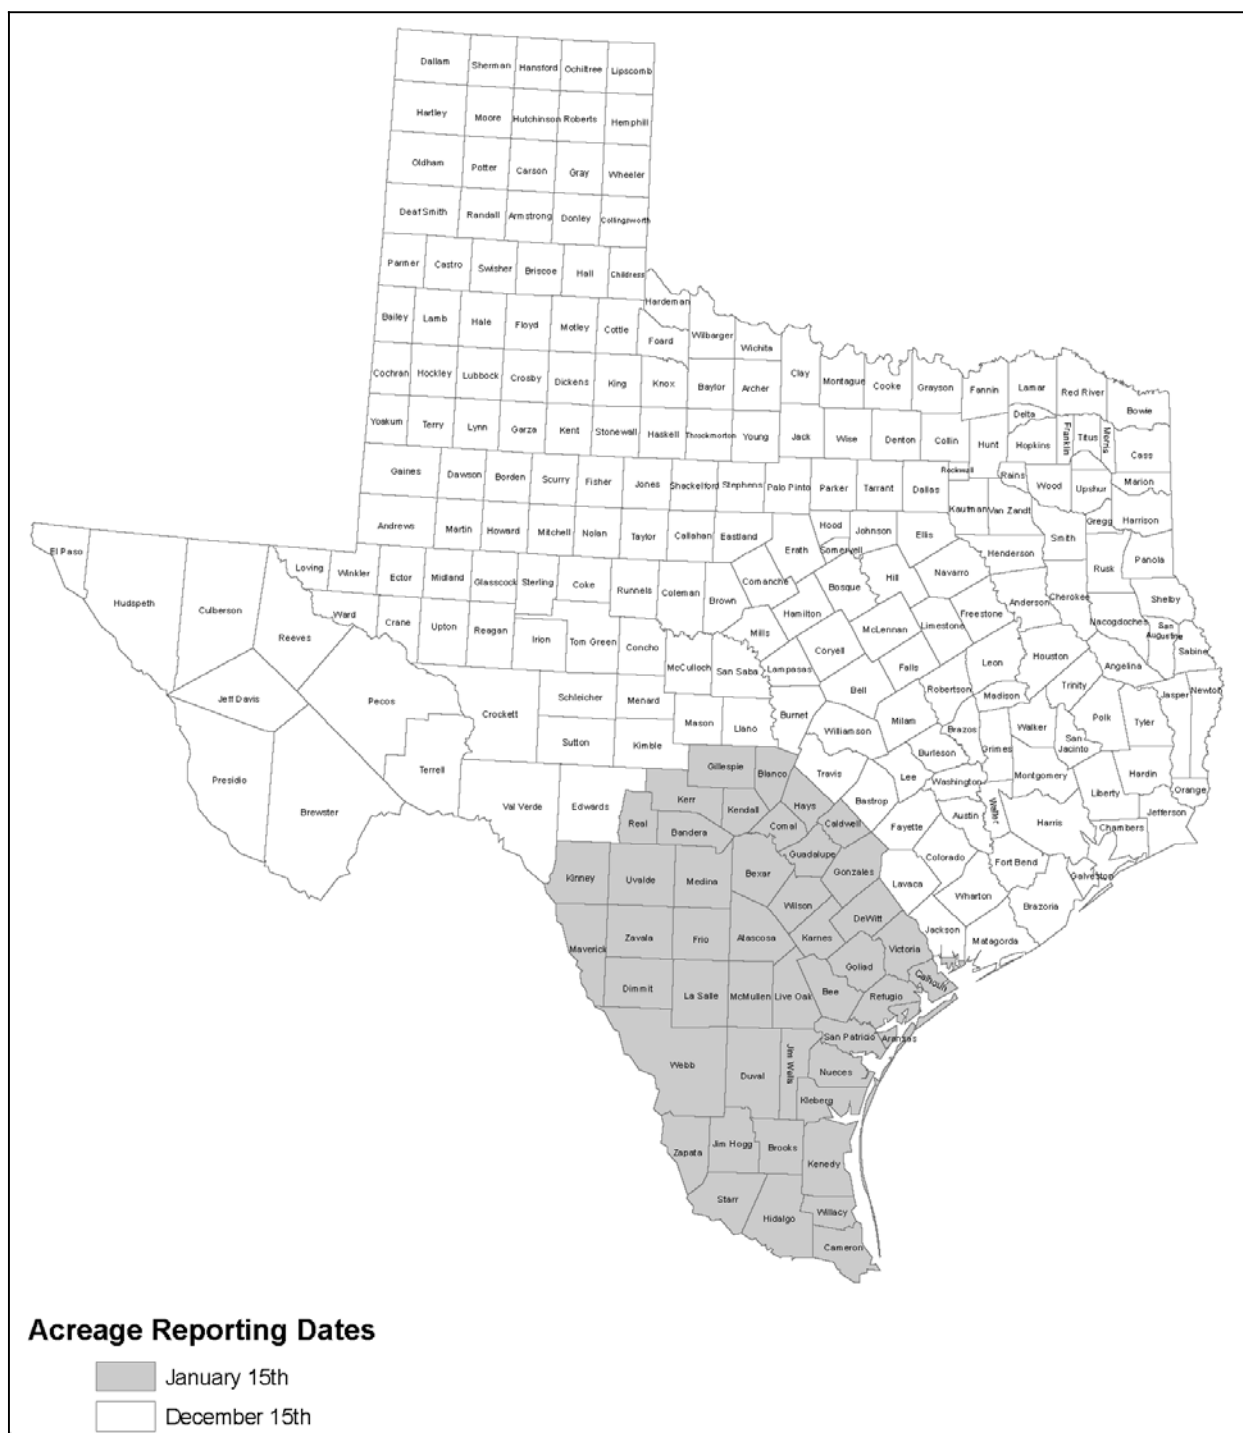 Dallam Sherman Hansford Ochiltree Lipscomb
Hartley Moore Hutchinson Roberts Hemphill
Oldham Potter Carson Gray Wheeler
Deaf Smith Randall Armstrong Donley Collingsworth
Parmer Castro Swisher Briscoe Hall Childress
Hardeman
Bailey Lamb Hale Floyd Motley Cottle Foard Wilbarger Wichita
Cochran Hockley Lubbock Crosby Dickens King Knox Baylor Archer Clay Montague Cooke Grayson Fannin Lamar Red River Bowie
Delta
Yoakum Terry Lynn Garza Kent Stonewall Haskell Throckmorton Young Jack Wise Denton Collin Hunt Hopkins Franklin Titus Morris Cass
Rockwall Rains
Gaines Dawson Borden Scurry Fisher Jones Shackelford Stephens Palo Pinto Parker Tarrant Dallas Wood Upshur Marion
Kaufman Van Zandt
Andrews Martin Howard Mitchell Nolan Taylor Callahan Eastland Hood Johnson Ellis Smith Gregg Harrison
Erath Somervell
El Paso Henderson Rusk Panola
Loving Winkler Ector Midland Glasscock Sterling Coke Runnels Coleman Brown Comanche Bosque Hill Navarro
Hudspeth Culberson Anderson Cherokee Shelby
Ward Crane Upton Reagan Hamilton Freestone
Reeves Irion Tom Green Concho Mills McLennan Limestone Nacogdoches San Augustine Sabine
Coryell
McCulloch San Saba Lampasas Falls Leon Houston Angelina
Jeff Davis Pecos Schleicher Menard Bell Robertson Madison Trinity Jasper Newton
Crockett Mason Llano Burnet Williamson Milam Brazos Walker Polk Tyler
Sutton Kimble San Jacinto
Grimes
Burleson
Presidio Terrell Gillespie Blanco Travis Lee Washington Montgomery Hardin
Liberty Orange
Brewster Val Verde Edwards Kerr Kendall Hays Bastrop Austin Waller Harris Jefferson
Real Bandera Comal Caldwell Fayette Chambers
Guadalupe Colorado Fort Bend
Kinney Uvalde Medina Bexar Gonzales Lavaca Galveston
Wilson Wharton Brazoria
DeWitt
Maverick Zavala Frio Atascosa Karnes Victoria Jackson Matagorda
Goliad
Dimmit La Salle McMullen Live Oak Bee Refugio Calhoun
San Patricio Aransas
Webb Duval Jim Wells Nueces
Kleberg
Zapata Jim Hogg Brooks Kenedy
Starr Hidalgo Willacy
Cameron
Acreage Reporting Dates
January 15th
December 15th